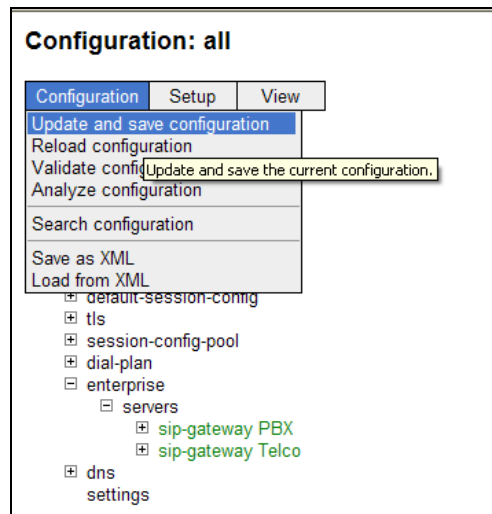 Configuration: all
Configuration Setup View
Update and save configuration
Reload configuration
Validate config
Update and save the current configuration.
Analyze configuration
Search configuration
Save as XML
Load from XML
default-session-config
tls
session-config-pool
dial-plan
enterprise
servers
sip-gateway PBX
sip-gateway Telco
dns
settings